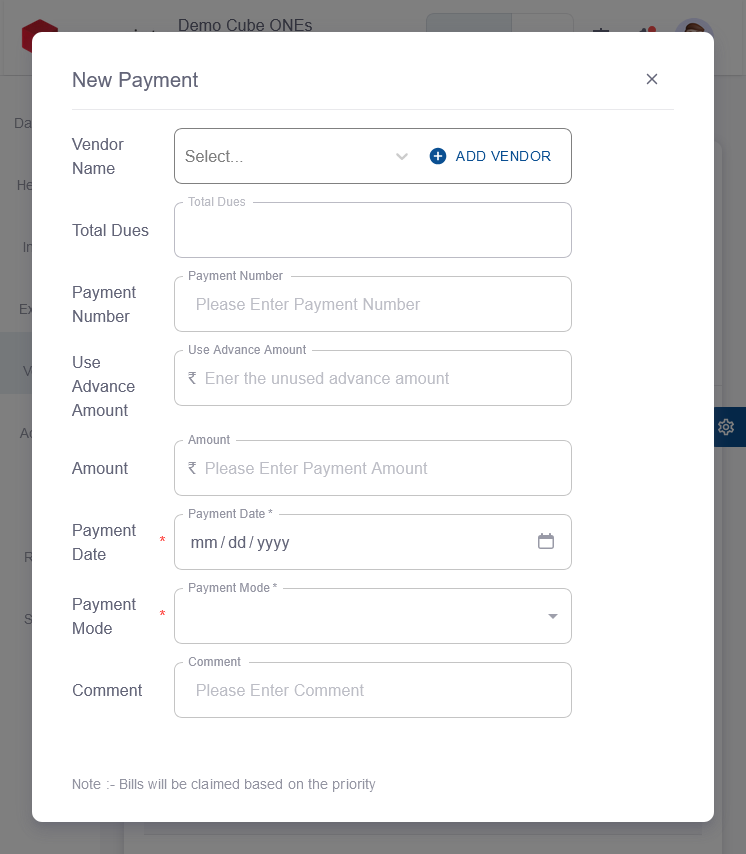 Demo Cube ONEs
New Payment
Vendor
Name
Select...
ADD VENDOR
Total Dues
Total Dues
Payment
Number
Payment Number
Please Enter Payment Number
Use
Advance
Amount
Use Advance Amount
₹ Ener the unused advance amount
Amount
Amount
₹ Please Enter Payment Amount
Payment
Date
*
Payment Date *
mm/dd/yyyy
Payment
Mode
*
Payment Mode *
Comment
Comment
Please Enter Comment
Note :- Bills will be claimed based on the priority